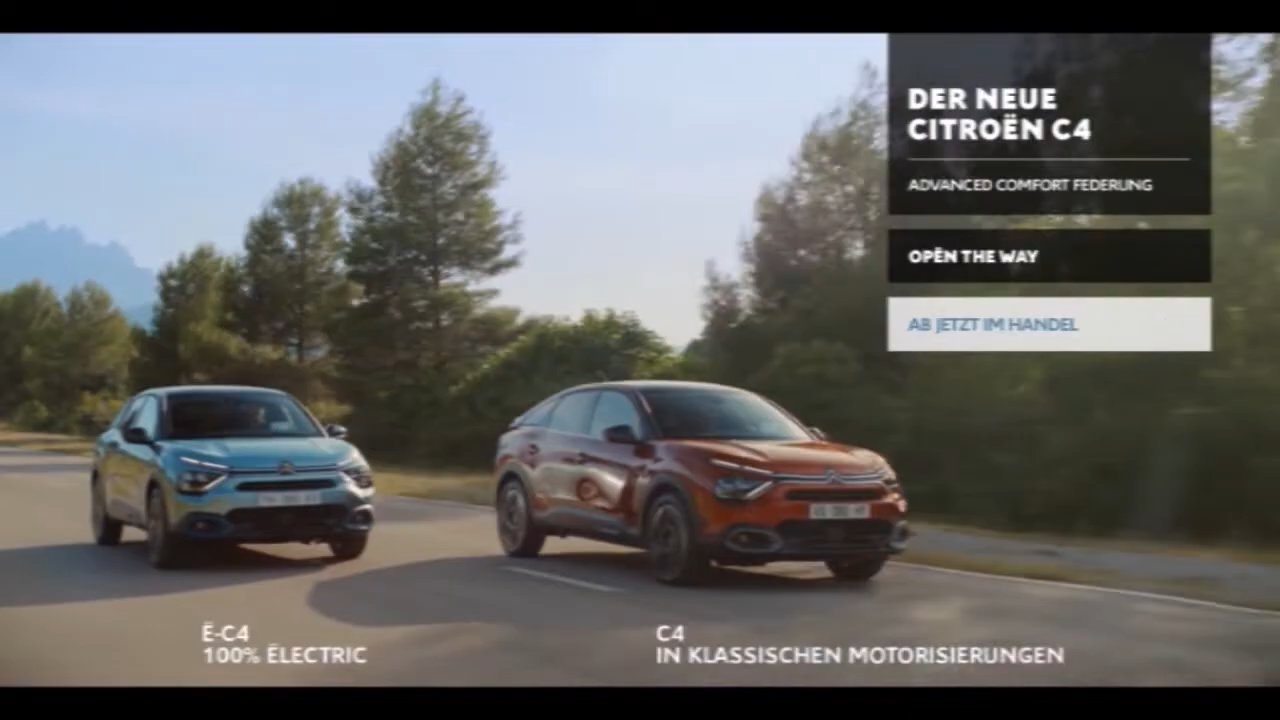 DER NEUE
CITROËN C4
ADVANCED COMFORT FEDERUNG
OPËN THE WAY
AB JETZT IM HANDEL
Ë-C4
100% ËLECTRIC
C4
IN KLASSISCHEN MOTORISIERUNGEN